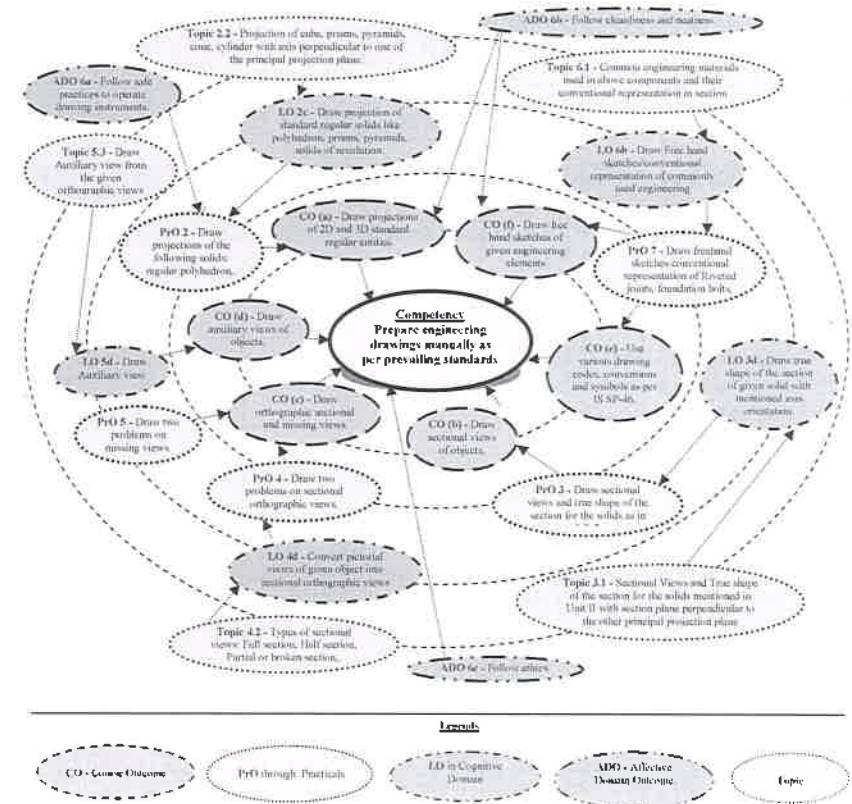 ADO 6b - Follow cleanliness and neatness.
Topic 2.2 - Projection of cube, prisms, pyramids,
cone, cylinder with axis perpendicular to one of
the principal projection plane.
Topic 6.1 - Common engineering materials
used in above components and their
conventional representation in section
ADO 6a - Follow safe
practices to operate
drawing instruments.
LO 2c - Draw projection of
standard regular solids like
polyhedron, prisms, pyramids,
solids of revolution.
LO 6b - Draw Free hand
sketches/conventional
representation of commonly
used engineering
Topic 5.3 - Draw
Auxiliary view from
the given
orthographic views
PrO 2 - Draw
projections of the
following solids:
regular polyhedron,
CO (a) - Draw projections
of 2D and 3D standard
regular entities.
CO (f) - Draw free
hand sketches of
given engineering
elements
PrO 7 - Draw freehand
sketches/conventional
representation of Riveted
joints, foundation bolts,
CO (d) - Draw
auxiliary views of
objects.
Competency
Prepare engineering
drawings manually as
per prevailing standards
CO (e) - Use
various drawing
codes, conventions
and symbols as per
IS SP-46.
LO 3d - Draw true
shape of the section
of given solid with
mentioned axis
orientation.
LO 5d - Draw
Auxiliary view
CO (c) - Draw
orthographic sectional
and missing views.
PrO 5 - Draw two
problems on
missing views.
CO (b) - Draw
sectional views
of objects.
PrO 4 - Draw two
problems on sectional
orthographic views,
PrO 3 - Draw sectional
views and true shape of the
section for the solids as in
LO 4d - Convert pictorial
views of given object into
sectional orthographic views
Topic 3.1 - Sectional Views and True shape
of the section for the solids mentioned in
Unit II with section plane perpendicular to
the other principal projection plane
Topic 4.2 - Types of sectional
views: Full section, Half section,
Partial or broken section,
ADO 6e - Follow ethics
Legends
CO - Course Outcome
PrO through Practicals
LO in Cognitive
Domain
ADO - Affective
Domain Outcome
Topic